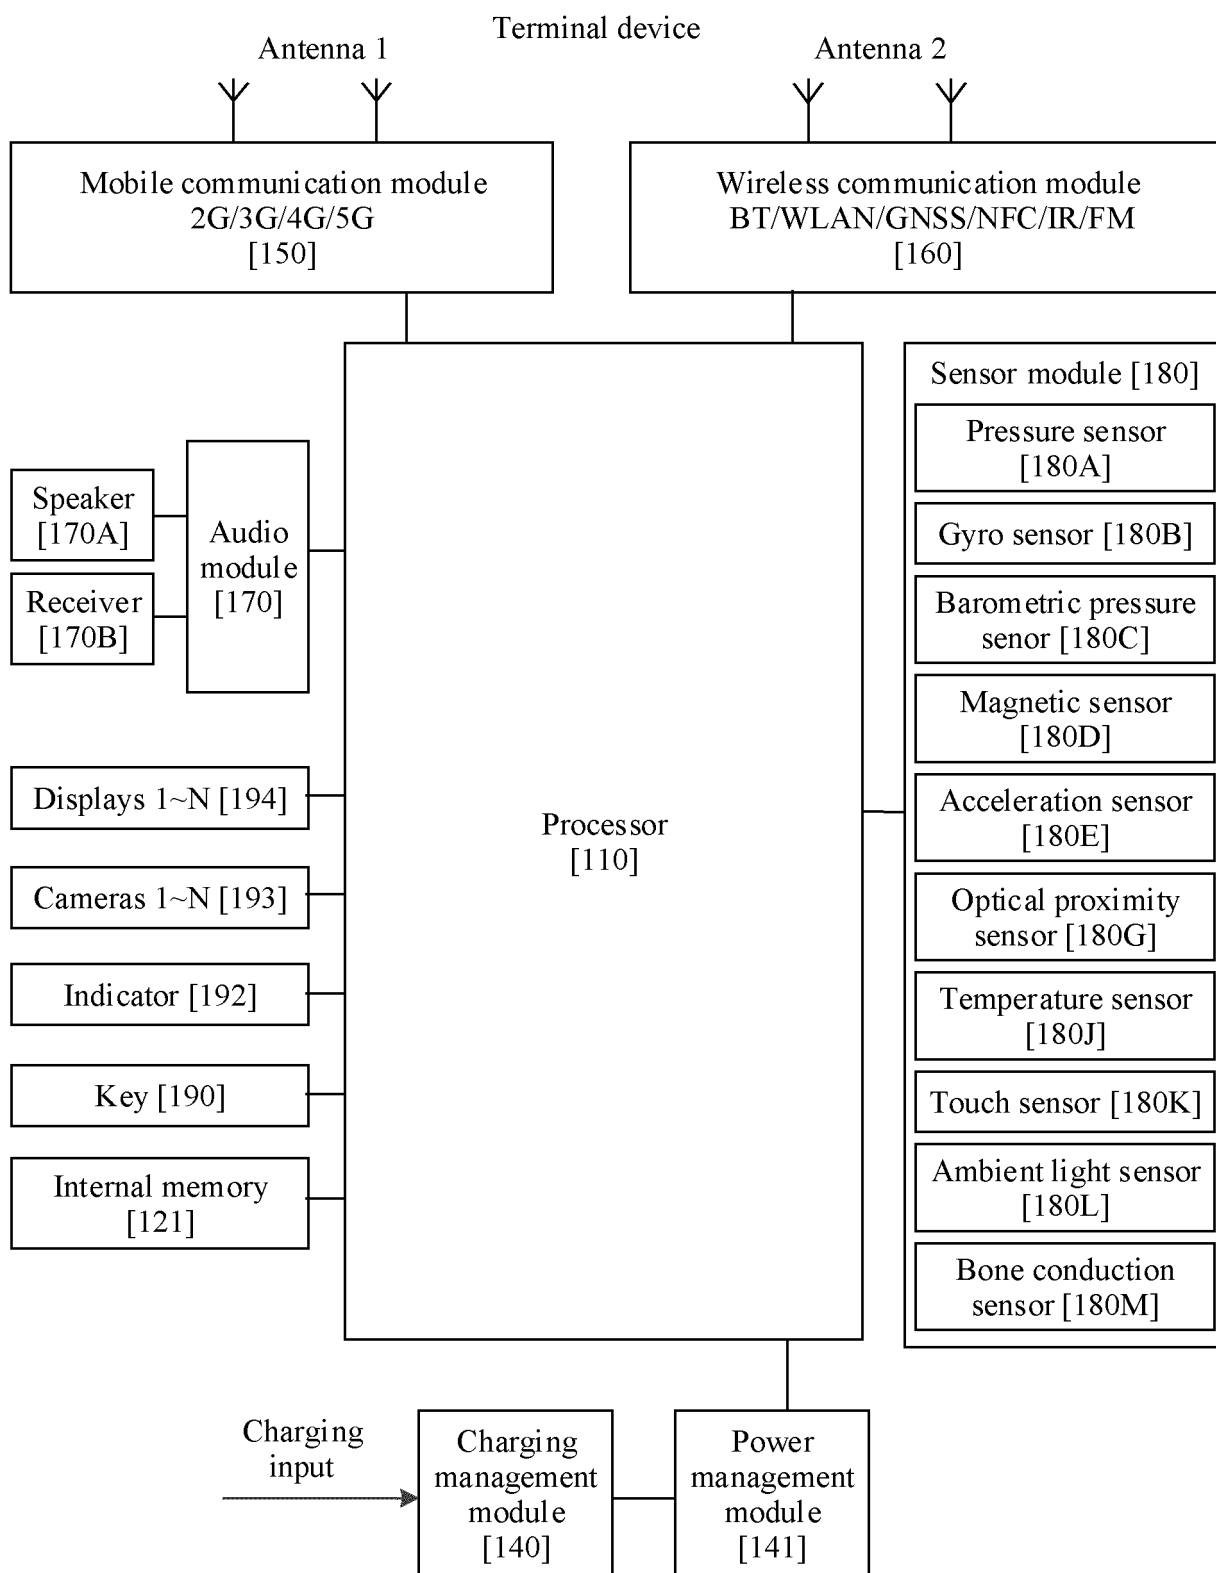 Terminal device
Antenna 1
Antenna 2
Mobile communication module
2G/3G/4G/5G
[150]
Wireless communication module
BT/WLAN/GNSS/NFC/IR/FM
[160]
Speaker
[170A]
Receiver
[170B]
Audio
module
[170]
Displays 1~N [194]
Cameras 1~N [193]
Indicator [192]
Key [190]
Internal memory
[121]
Processor
[110]
Sensor module [180]
Pressure sensor
[180A]
Gyro sensor [180B]
Barometric pressure
senor [180C]
Magnetic sensor
[180D]
Acceleration sensor
[180E]
Optical proximity
sensor [180G]
Temperature sensor
[180J]
Touch sensor [180K]
Ambient light sensor
[180L]
Bone conduction
sensor [180M]
Charging
input
Charging
management
module
[140]
Power
management
module
[141]